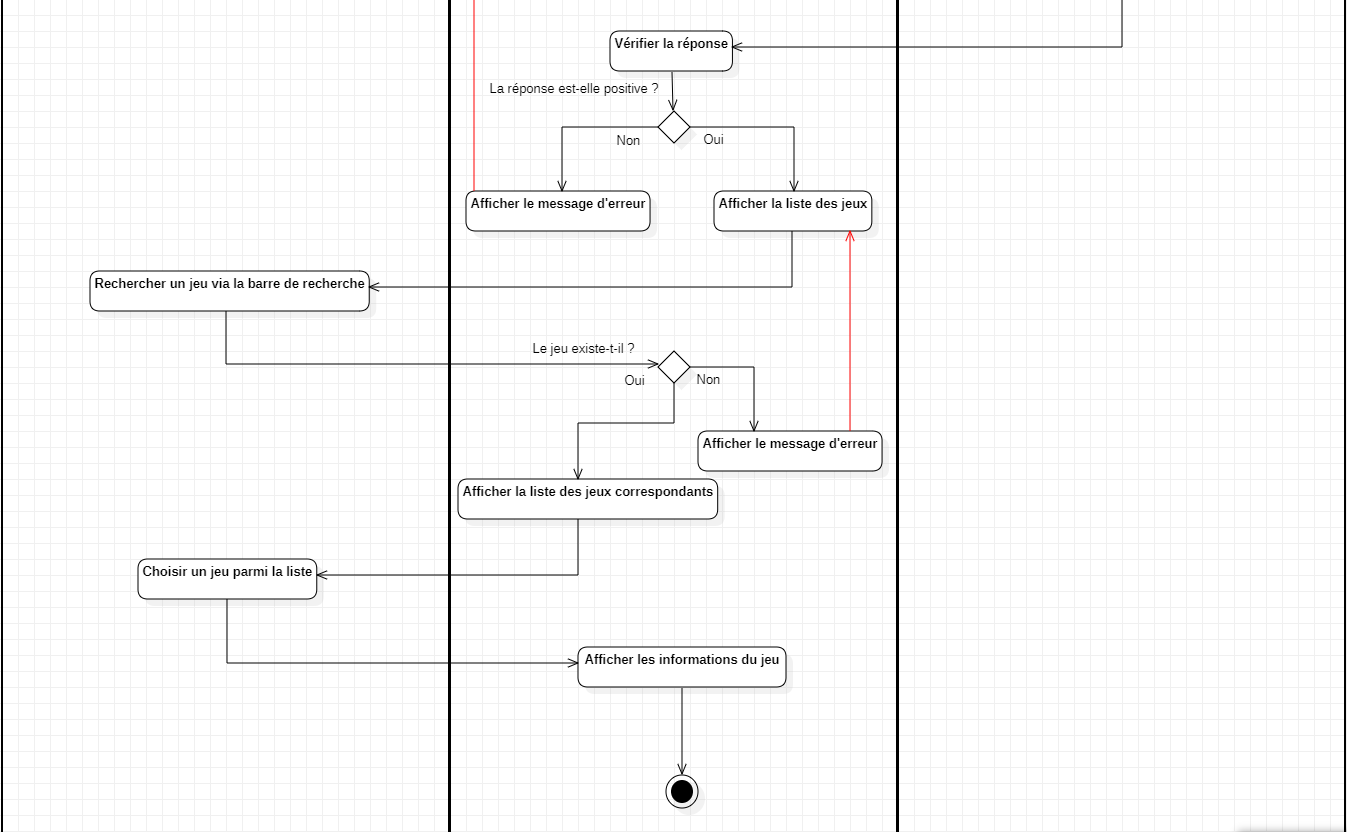 Vérifier la réponse
La réponse est-elle positive ?
Non
Oui
Afficher le message d'erreur
Afficher la liste des jeux
Rechercher un jeu via la barre de recherche
Le jeu existe-t-il ?
Oui
Non
Afficher le message d'erreur
Afficher la liste des jeux correspondants
Choisir un jeu parmi la liste
Afficher les informations du jeu